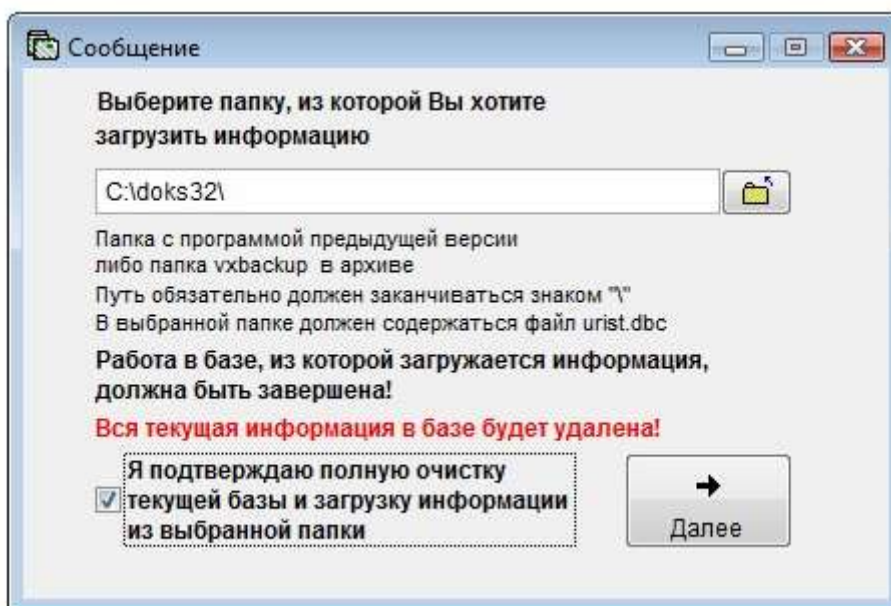 Сообщение
Выберите папку, из которой Вы хотите
загрузить информацию
C:\doks32\
Папка с программой предыдущей версии
либо папка vxbackup в архиве
Путь обязательно должен заканчиваться знаком "\"
В выбранной папке должен содержаться файл urist.dbc
Работа в базе, из которой загружается информация,
должна быть завершена!
Вся текущая информация в базе будет удалена!
Я подтверждаю полную очистку
текущей базы и загрузку информации
из выбранной папки
Далее